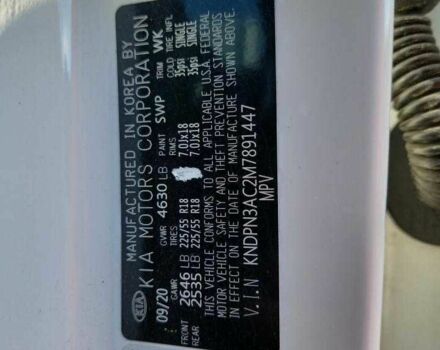 KIA
MANUFACTURED IN KOREA BY
KIA MOTORS CORPORATION
09/20 GVWR 4630 LB PAINT SWP TRIM WK
GAWR TIRES RIMS COLD TIRE INFL
FRONT 2646 LB 225/55 R18 7.0JX18 35psi SINGLE
REAR 2535 LB 225/55 R18 7.0JX18 35psi SINGLE
THIS VEHICLE CONFORMS TO ALL APPLICABLE U.S.A. FEDERAL
MOTOR VEHICLE SAFETY AND THEFT PREVENTION STANDARDS
IN EFFECT ON THE DATE OF MANUFACTURE SHOWN ABOVE.
V.I.N KNDPN3AC2M7891447
MPV